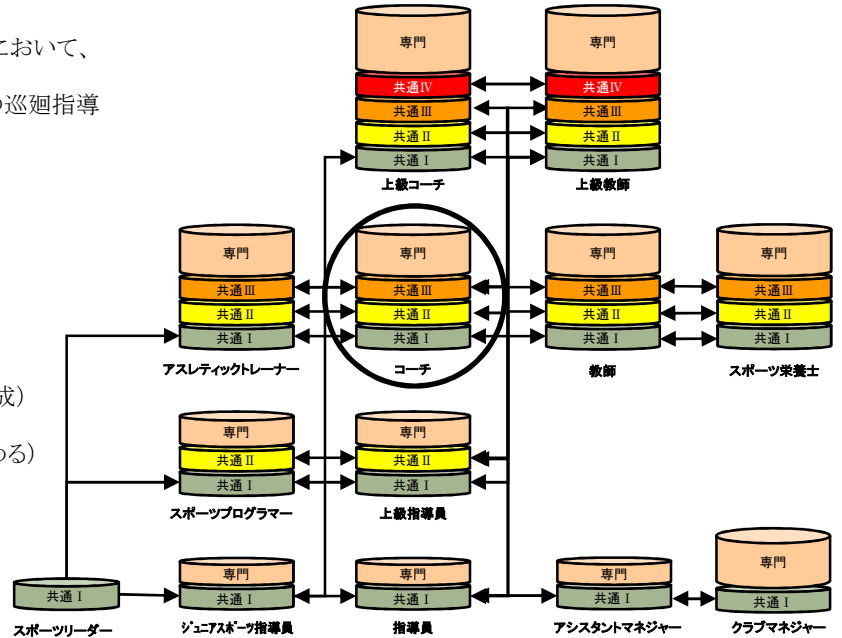 において、
の巡廻指導
成)
わる)
専門 専門
共通Ⅳ 共通Ⅳ
共通Ⅲ 共通Ⅲ
共通Ⅱ 共通Ⅱ
共通Ⅰ 共通Ⅰ
上級コーチ 上級教師
専門 専門 専門 専門
共通Ⅲ 共通Ⅲ 共通Ⅲ 共通Ⅲ
共通Ⅱ 共通Ⅱ 共通Ⅱ 共通Ⅱ
共通Ⅰ 共通Ⅰ 共通Ⅰ 共通Ⅰ
アスレティックトレーナー コーチ 教師 スポーツ栄養士
専門 専門
共通Ⅱ 共通Ⅱ
共通Ⅰ 共通Ⅰ
スポーツプログラマー 上級指導員
専門 専門 専門 専門
共通Ⅰ 共通Ⅰ 共通Ⅰ 共通Ⅰ 共通Ⅰ
スポーツリーダー ジュニアスポーツ指導員 指導員 アシスタントマネジャー クラブマネジャー